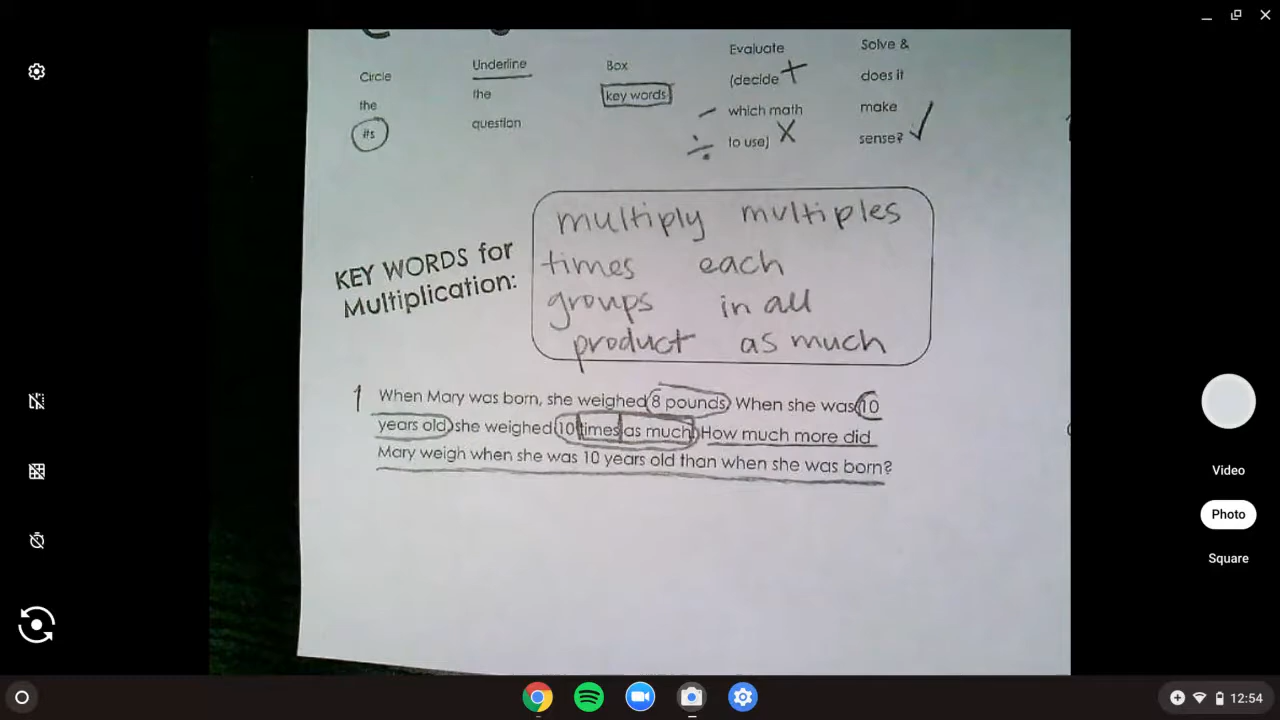 Circle
the
#s
Underline
the
question
Box
key words
Evaluate
(decide +
- which math
÷ to use) X
Solve &
does it
make
sense? ✓
KEY WORDS for
Multiplication:
multiply multiples
times each
groups in all
product as much
1 When Mary was born, she weighed 8 pounds. When she was 10
years old, she weighed 10 times as much. How much more did
Mary weigh when she was 10 years old than when she was born?
Video
Photo
Square
12:54